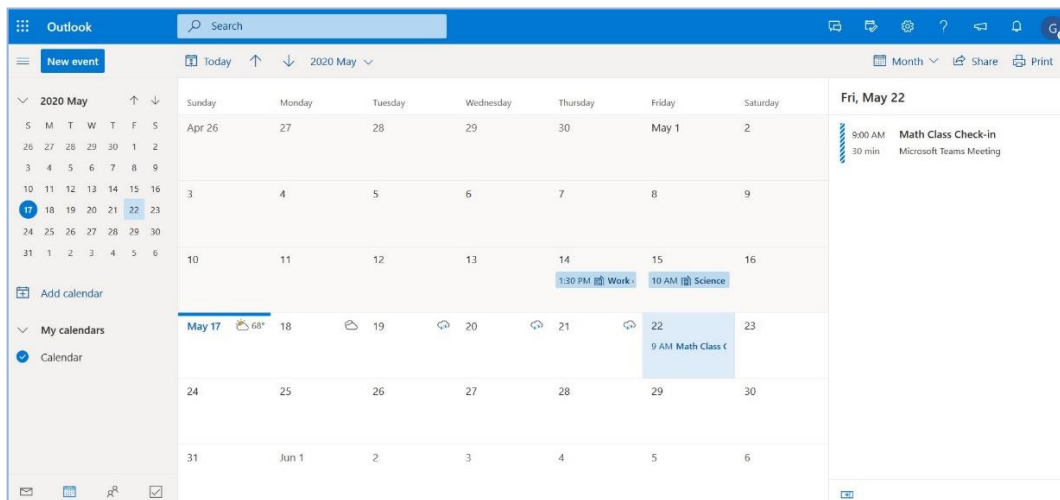 Outlook
Search
G
New event
Today
2020 May
Month
Share
Print
2020 May
S M T W T F S
26 27 28 29 30 1 2
3 4 5 6 7 8 9
10 11 12 13 14 15 16
17 18 19 20 21 22 23
24 25 26 27 28 29 30
31 1 2 3 4 5 6
Add calendar
My calendars
Calendar
Sunday Monday Tuesday Wednesday Thursday Friday Saturday
Apr 26 27 28 29 30 May 1 2
3 4 5 6 7 8 9
10 11 12 13 14 15 16
1:30 PM Work
10 AM Science
May 17 68° 18 19 20 21 22 23
9 AM Math Class
24 25 26 27 28 29 30
31 Jun 1 2 3 4 5 6
Fri, May 22
9:00 AM Math Class Check-in
30 min Microsoft Teams Meeting